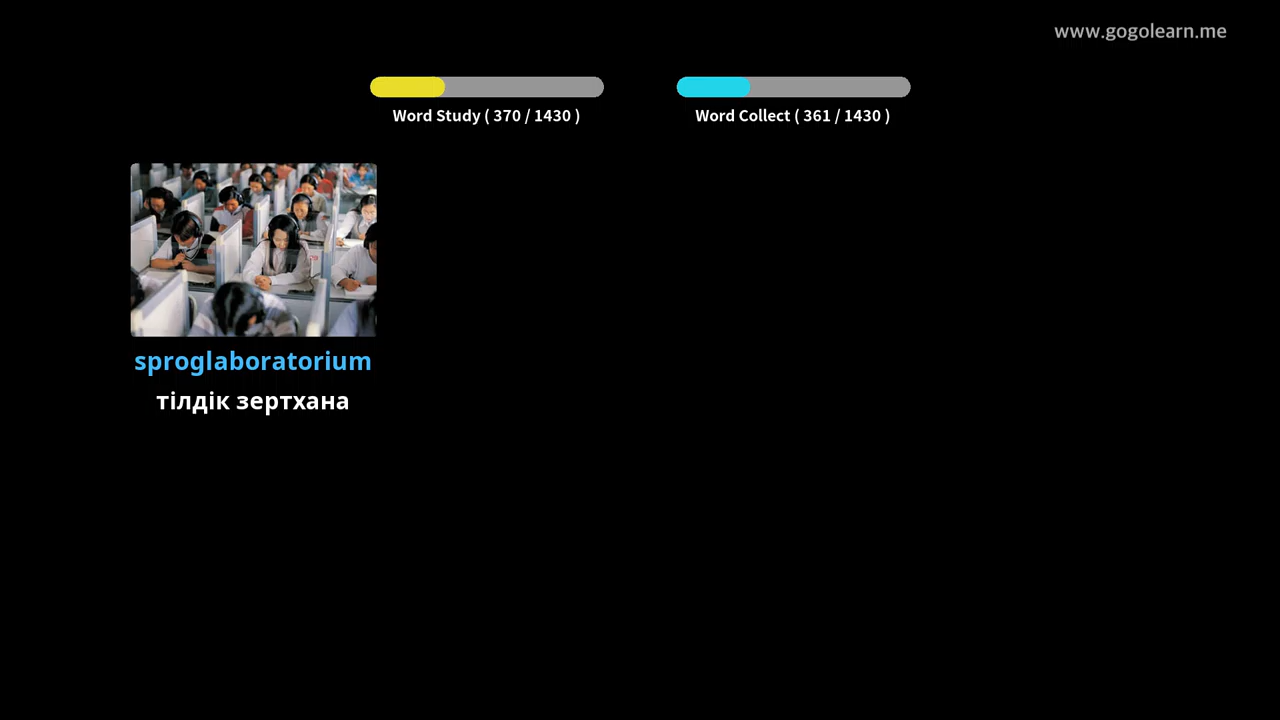 www.gogolearn.me
Word Study ( 370 / 1430 )
Word Collect ( 361 / 1430 )
sproglaboratorium
тілдік зертхана